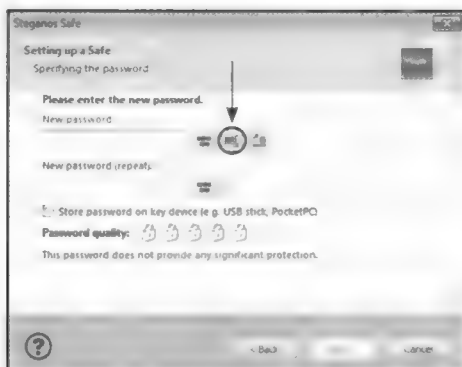 Steganos Safe
Setting up a Safe
Specifying the password
Please enter the new password.
New password
New password (repeat):
Store password on key device (e.g. USB stick, PocketPC)
Password quality:
This password does not provide any significant protection.
?
< Back
Cancel